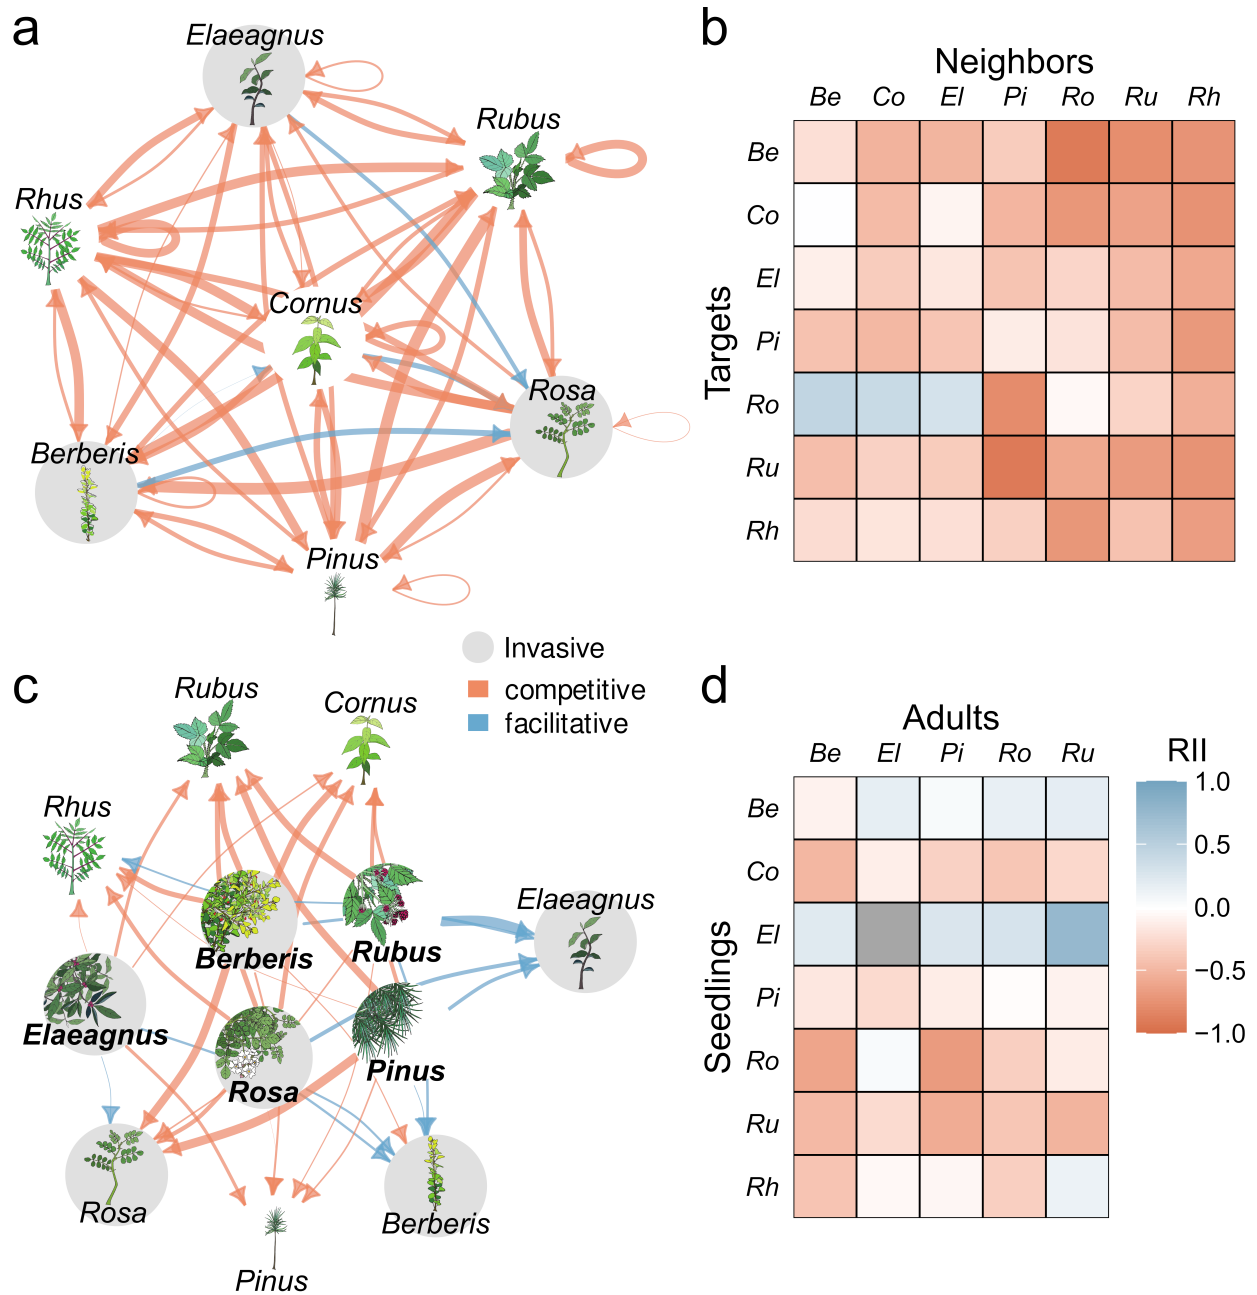 a
Elaeagnus
Rubus
Rhus
Cornus
Rosa
Berberis
Pinus
b
Neighbors
Be Co El Pi Ro Ru Rh
Targets
Be
Co
El
Pi
Ro
Ru
Rh
Invasive
competitive
facilitative
c
Rubus
Cornus
Rhus
Elaeagnus
Berberis
Rubus
Elaeagnus
Rosa
Pinus
Rosa
Berberis
Pinus
d
Adults
Be El Pi Ro Ru
Seedlings
Be
Co
El
Pi
Ro
Ru
Rh
RII
1.0
0.5
0.0
−0.5
−1.0